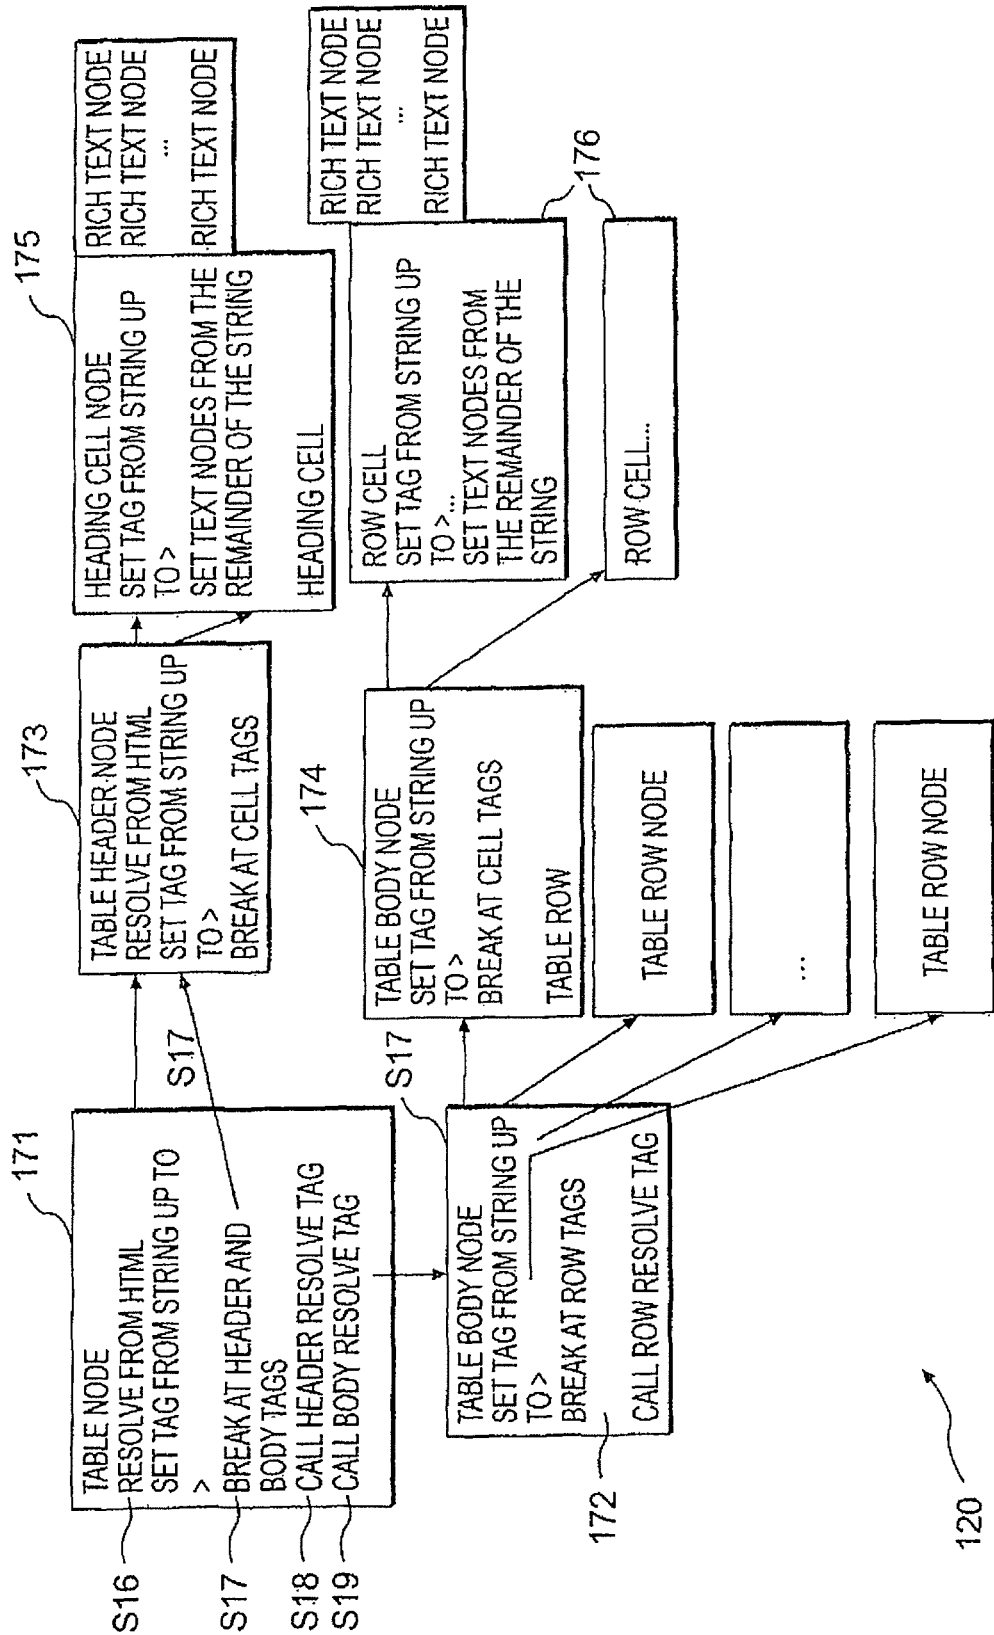 171
TABLE NODE
S16
RESOLVE FROM HTML
SET TAG FROM STRING UP TO
>
S17
BREAK AT HEADER AND
BODY TAGS
S18
CALL HEADER RESOLVE TAG
S19
CALL BODY RESOLVE TAG
S17
173
TABLE HEADER NODE
RESOLVE FROM HTML
SET TAG FROM STRING UP
TO >
BREAK AT CELL TAGS
175
HEADING CELL NODE
SET TAG FROM STRING UP
TO >
SET TEXT NODES FROM THE
REMAINDER OF THE STRING
HEADING CELL
RICH TEXT NODE
RICH TEXT NODE
...
RICH TEXT NODE
S17
TABLE BODY NODE
SET TAG FROM STRING UP
TO >
BREAK AT ROW TAGS
CALL ROW RESOLVE TAG
172
174
TABLE BODY NODE
SET TAG FROM STRING UP
TO >
BREAK AT CELL TAGS
TABLE ROW
TABLE ROW NODE
...
TABLE ROW NODE
ROW CELL
SET TAG FROM STRING UP
TO >...
SET TEXT NODES FROM
THE REMAINDER OF THE
STRING
RICH TEXT NODE
RICH TEXT NODE
...
RICH TEXT NODE
176
ROW CELL...
120